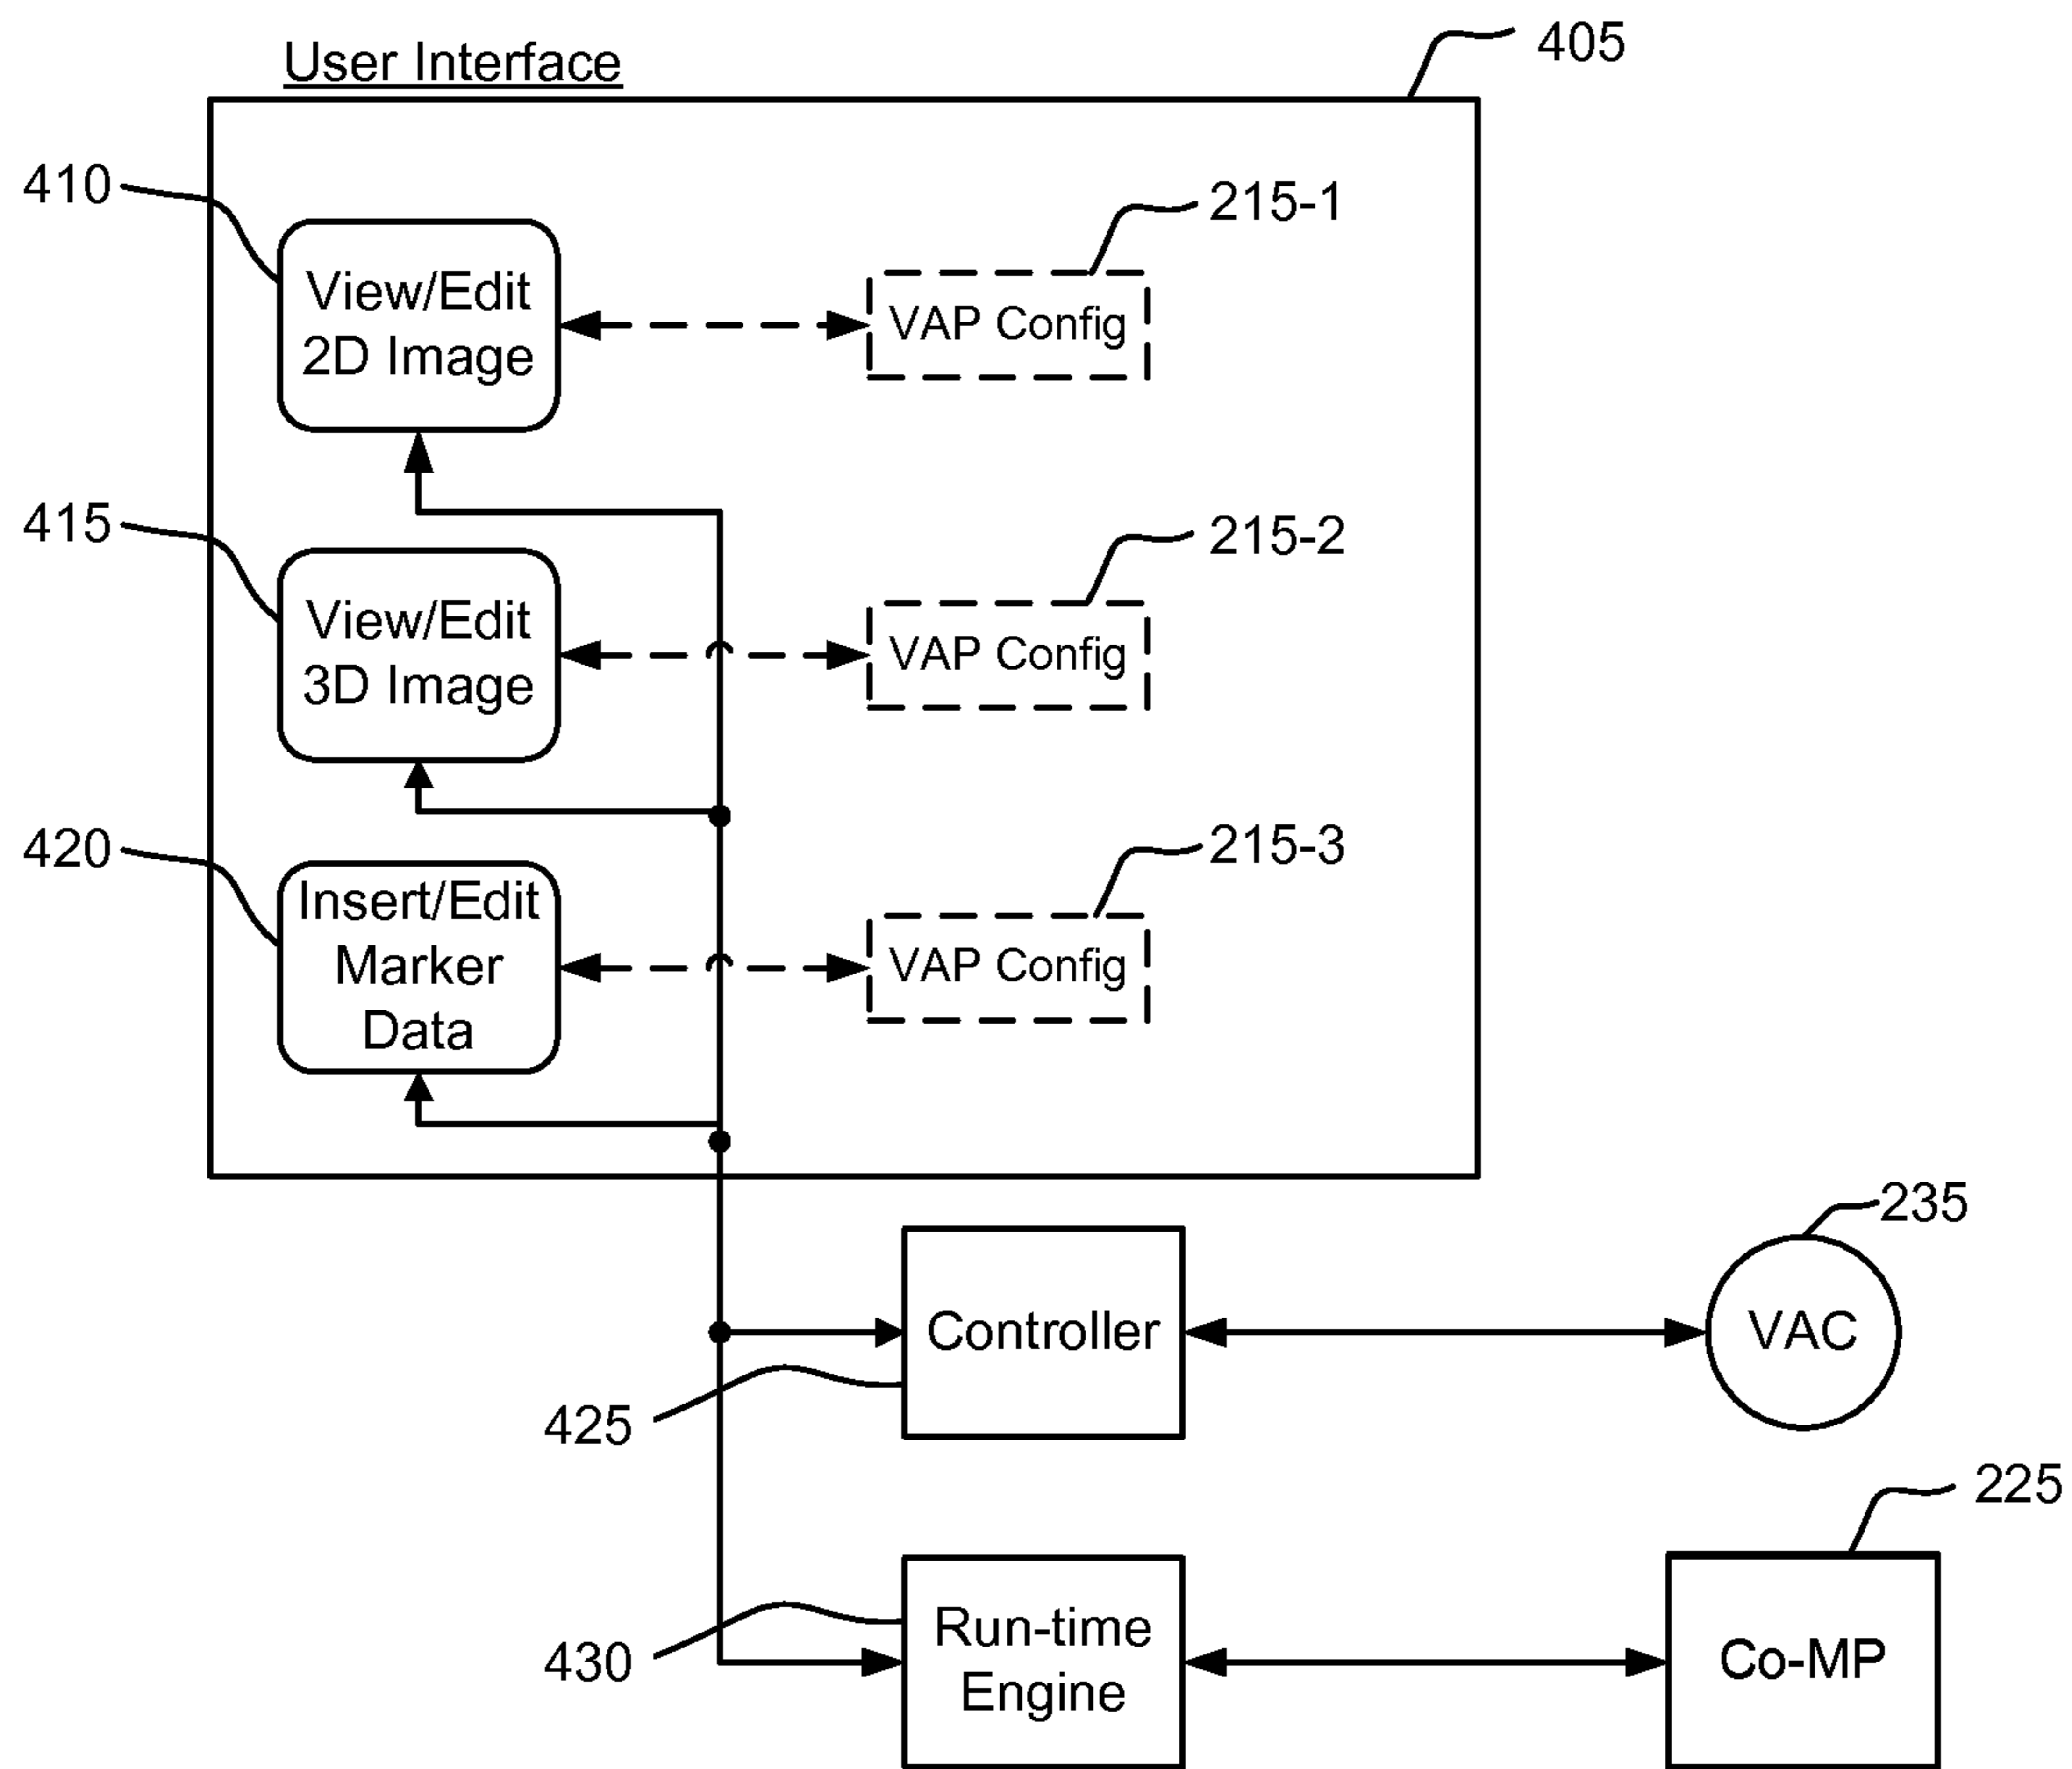 User Interface
405
410
215-1
View/Edit
2D Image
VAP Config
415
215-2
View/Edit
3D Image
VAP Config
420
215-3
Insert/Edit
Marker
Data
VAP Config
235
Controller
VAC
425
225
Run-time
Engine
Co-MP
430